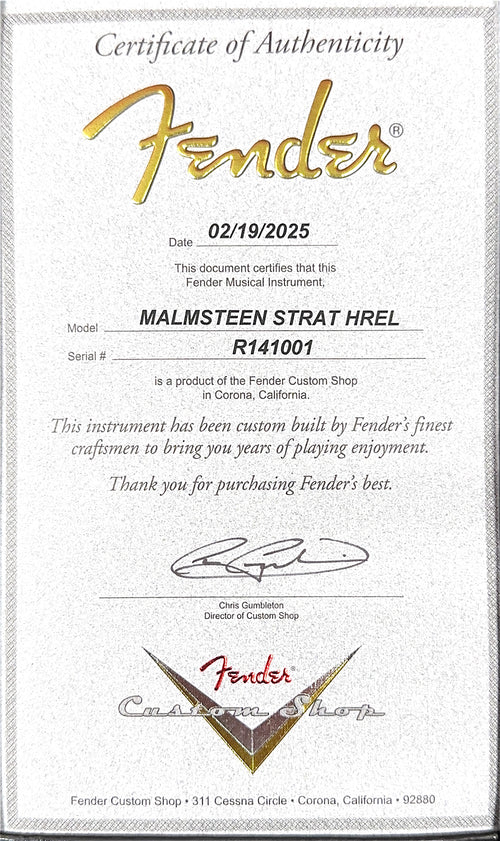 Certificate of Authenticity
Fender®
Date 02/19/2025
This document certifies that this
Fender Musical Instrument,
Model MALMSTEEN STRAT HREL
Serial # R141001
is a product of the Fender Custom Shop
in Corona, California.
This instrument has been custom built by Fender's finest
craftsmen to bring you years of playing enjoyment.
Thank you for purchasing Fender's best.
Chris Gumbleton
Director of Custom Shop
Fender®
Custom Shop
Fender Custom Shop • 311 Cessna Circle • Corona, California • 92880